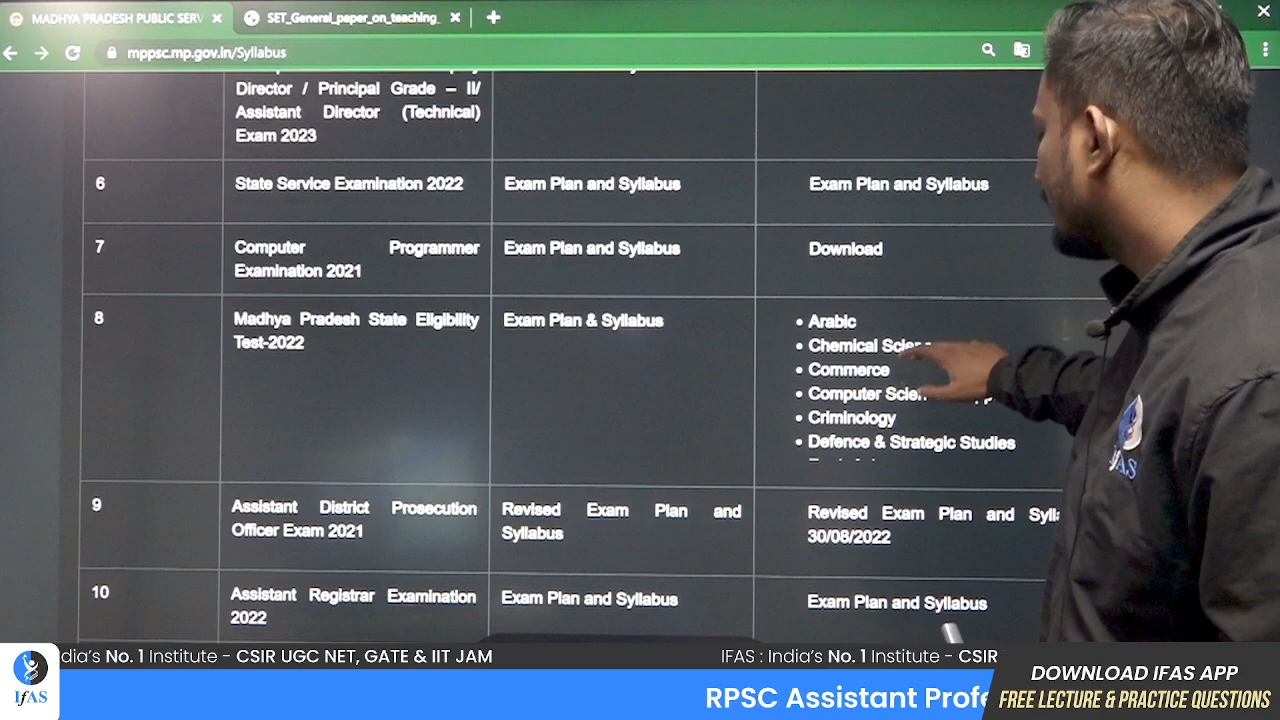 MADHYA PRADESH PUBLIC SERV
SET_General_paper_on_teaching_
mppsc.mp.gov.in/Syllabus
Director / Principal Grade – II/
Assistant Director (Technical)
Exam 2023
6
State Service Examination 2022
Exam Plan and Syllabus
Exam Plan and Syllabus
7
Computer Programmer
Examination 2021
Exam Plan and Syllabus
Download
8
Madhya Pradesh State Eligibility
Test-2022
Exam Plan & Syllabus
• Arabic
• Chemical
• Commerce
• Computer
• Criminology
• Defence & Strategic Studies
9
Assistant District Prosecution
Officer Exam 2021
Revised Exam Plan and
Syllabus
Revised Exam Plan and Sylla
30/08/2022
10
Assistant Registrar Examination
2022
Exam Plan and Syllabus
Exam Plan and Syllabus
IfAS
IfAS
dia's No. 1 Institute - CSIR UGC NET, GATE & IIT JAM
IFAS : India's No. 1 Institute - CSIR
RPSC Assistant Profe
DOWNLOAD IFAS APP
FREE LECTURE & PRACTICE QUESTIONS